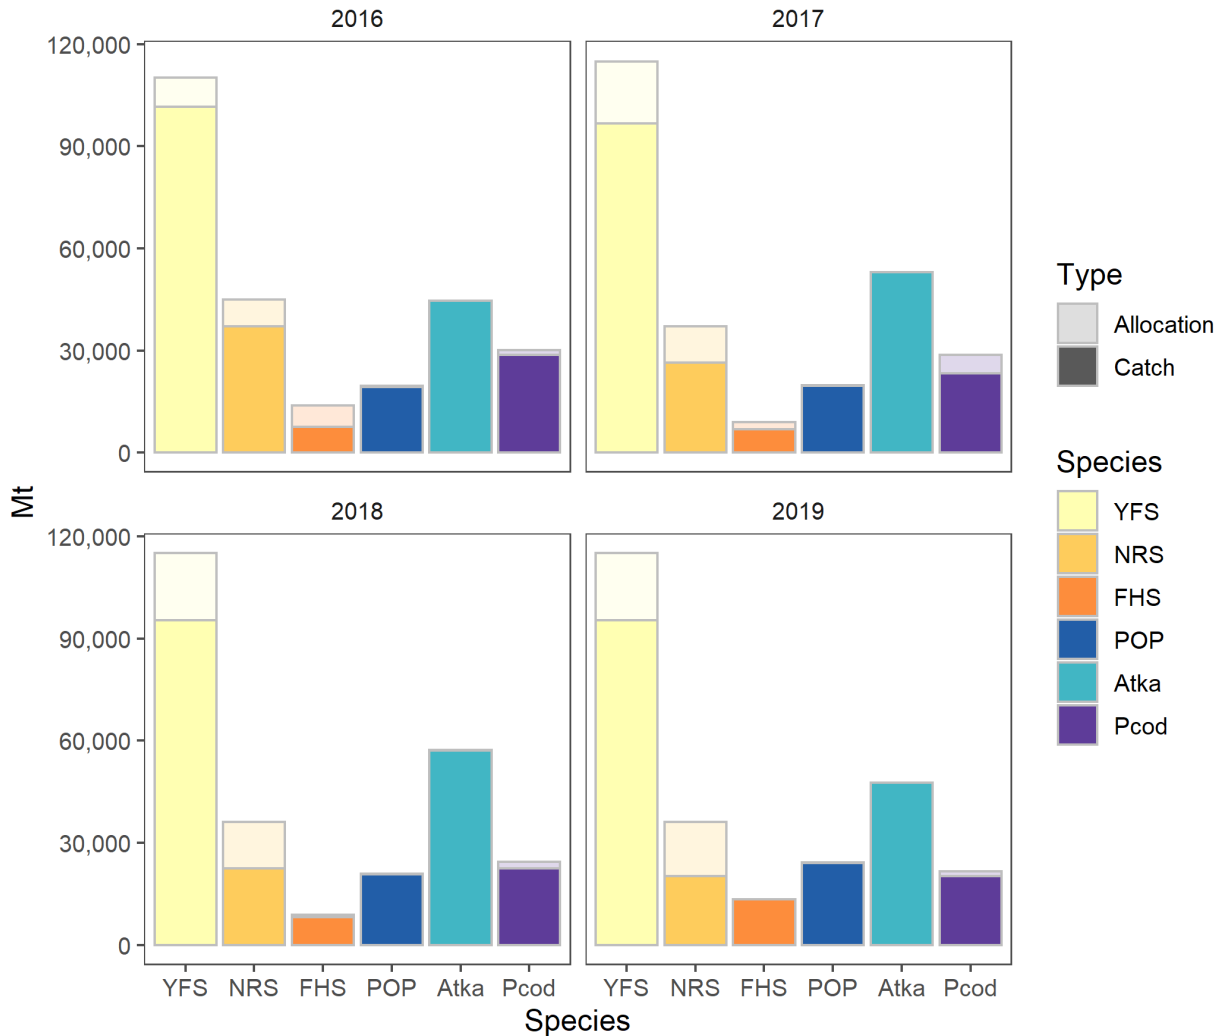 2016
2017
120,000
90,000
60,000
30,000
0
2018
2019
120,000
90,000
60,000
30,000
0
Mt
YFS NRS FHS POP Atka Pcod
YFS NRS FHS POP Atka Pcod
Species
Type
Allocation
Catch
Species
YFS
NRS
FHS
POP
Atka
Pcod